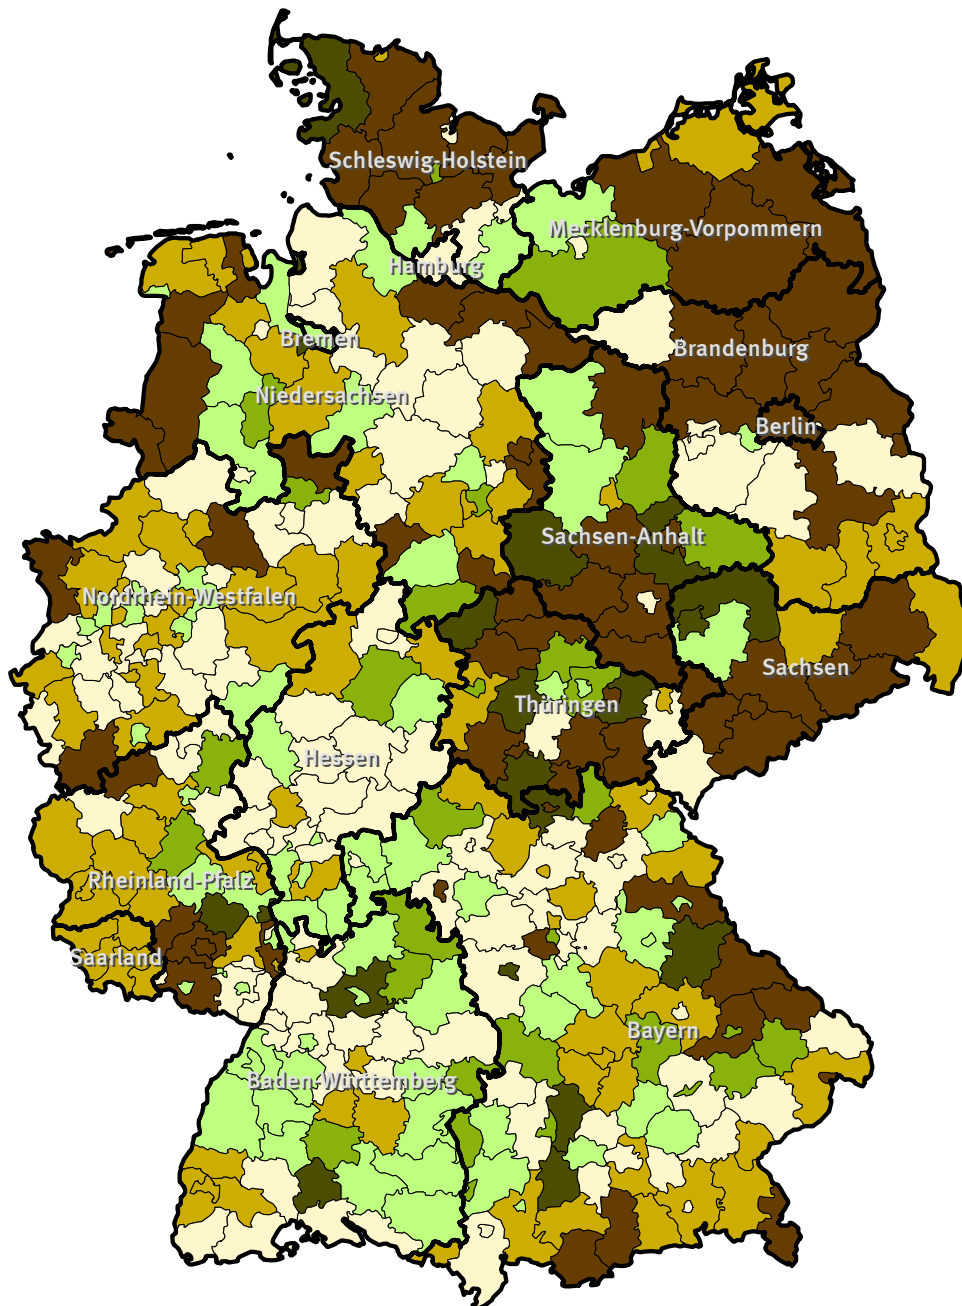 Schleswig-Holstein
Mecklenburg-Vorpommern
Hamburg
Bremen
Brandenburg
Niedersachsen
Berlin
Sachsen-Anhalt
Nordrhein-Westfalen
Sachsen
Thüringen
Hessen
Rheinland-Pfalz
Saarland
Bayern
Baden-Württemberg